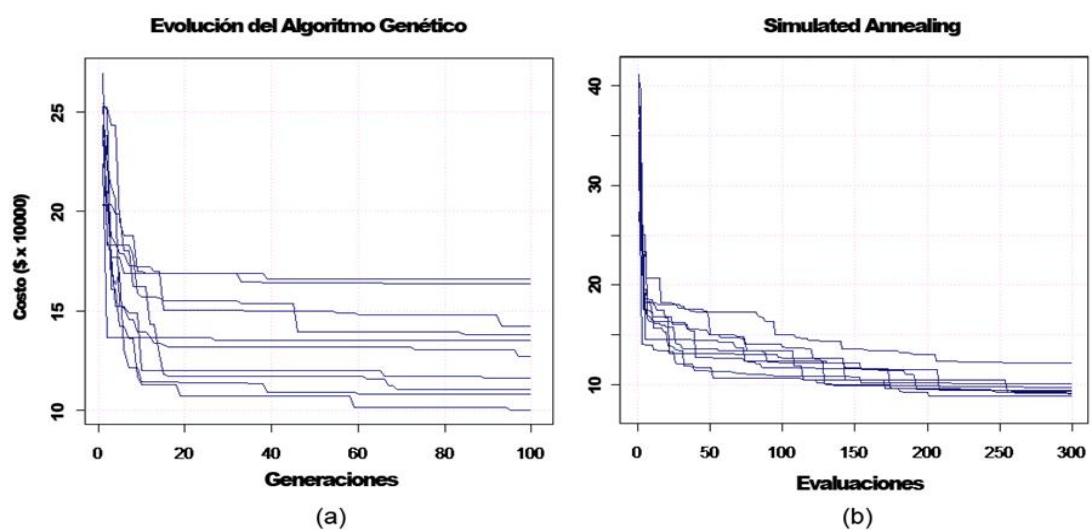 Evolución del Algoritmo Genético
Costo ($ x 10000)
25
20
15
10
0 20 40 60 80 100
Generaciones
(a)
Simulated Annealing
40
30
20
10
0 50 100 150 200 250 300
Evaluaciones
(b)